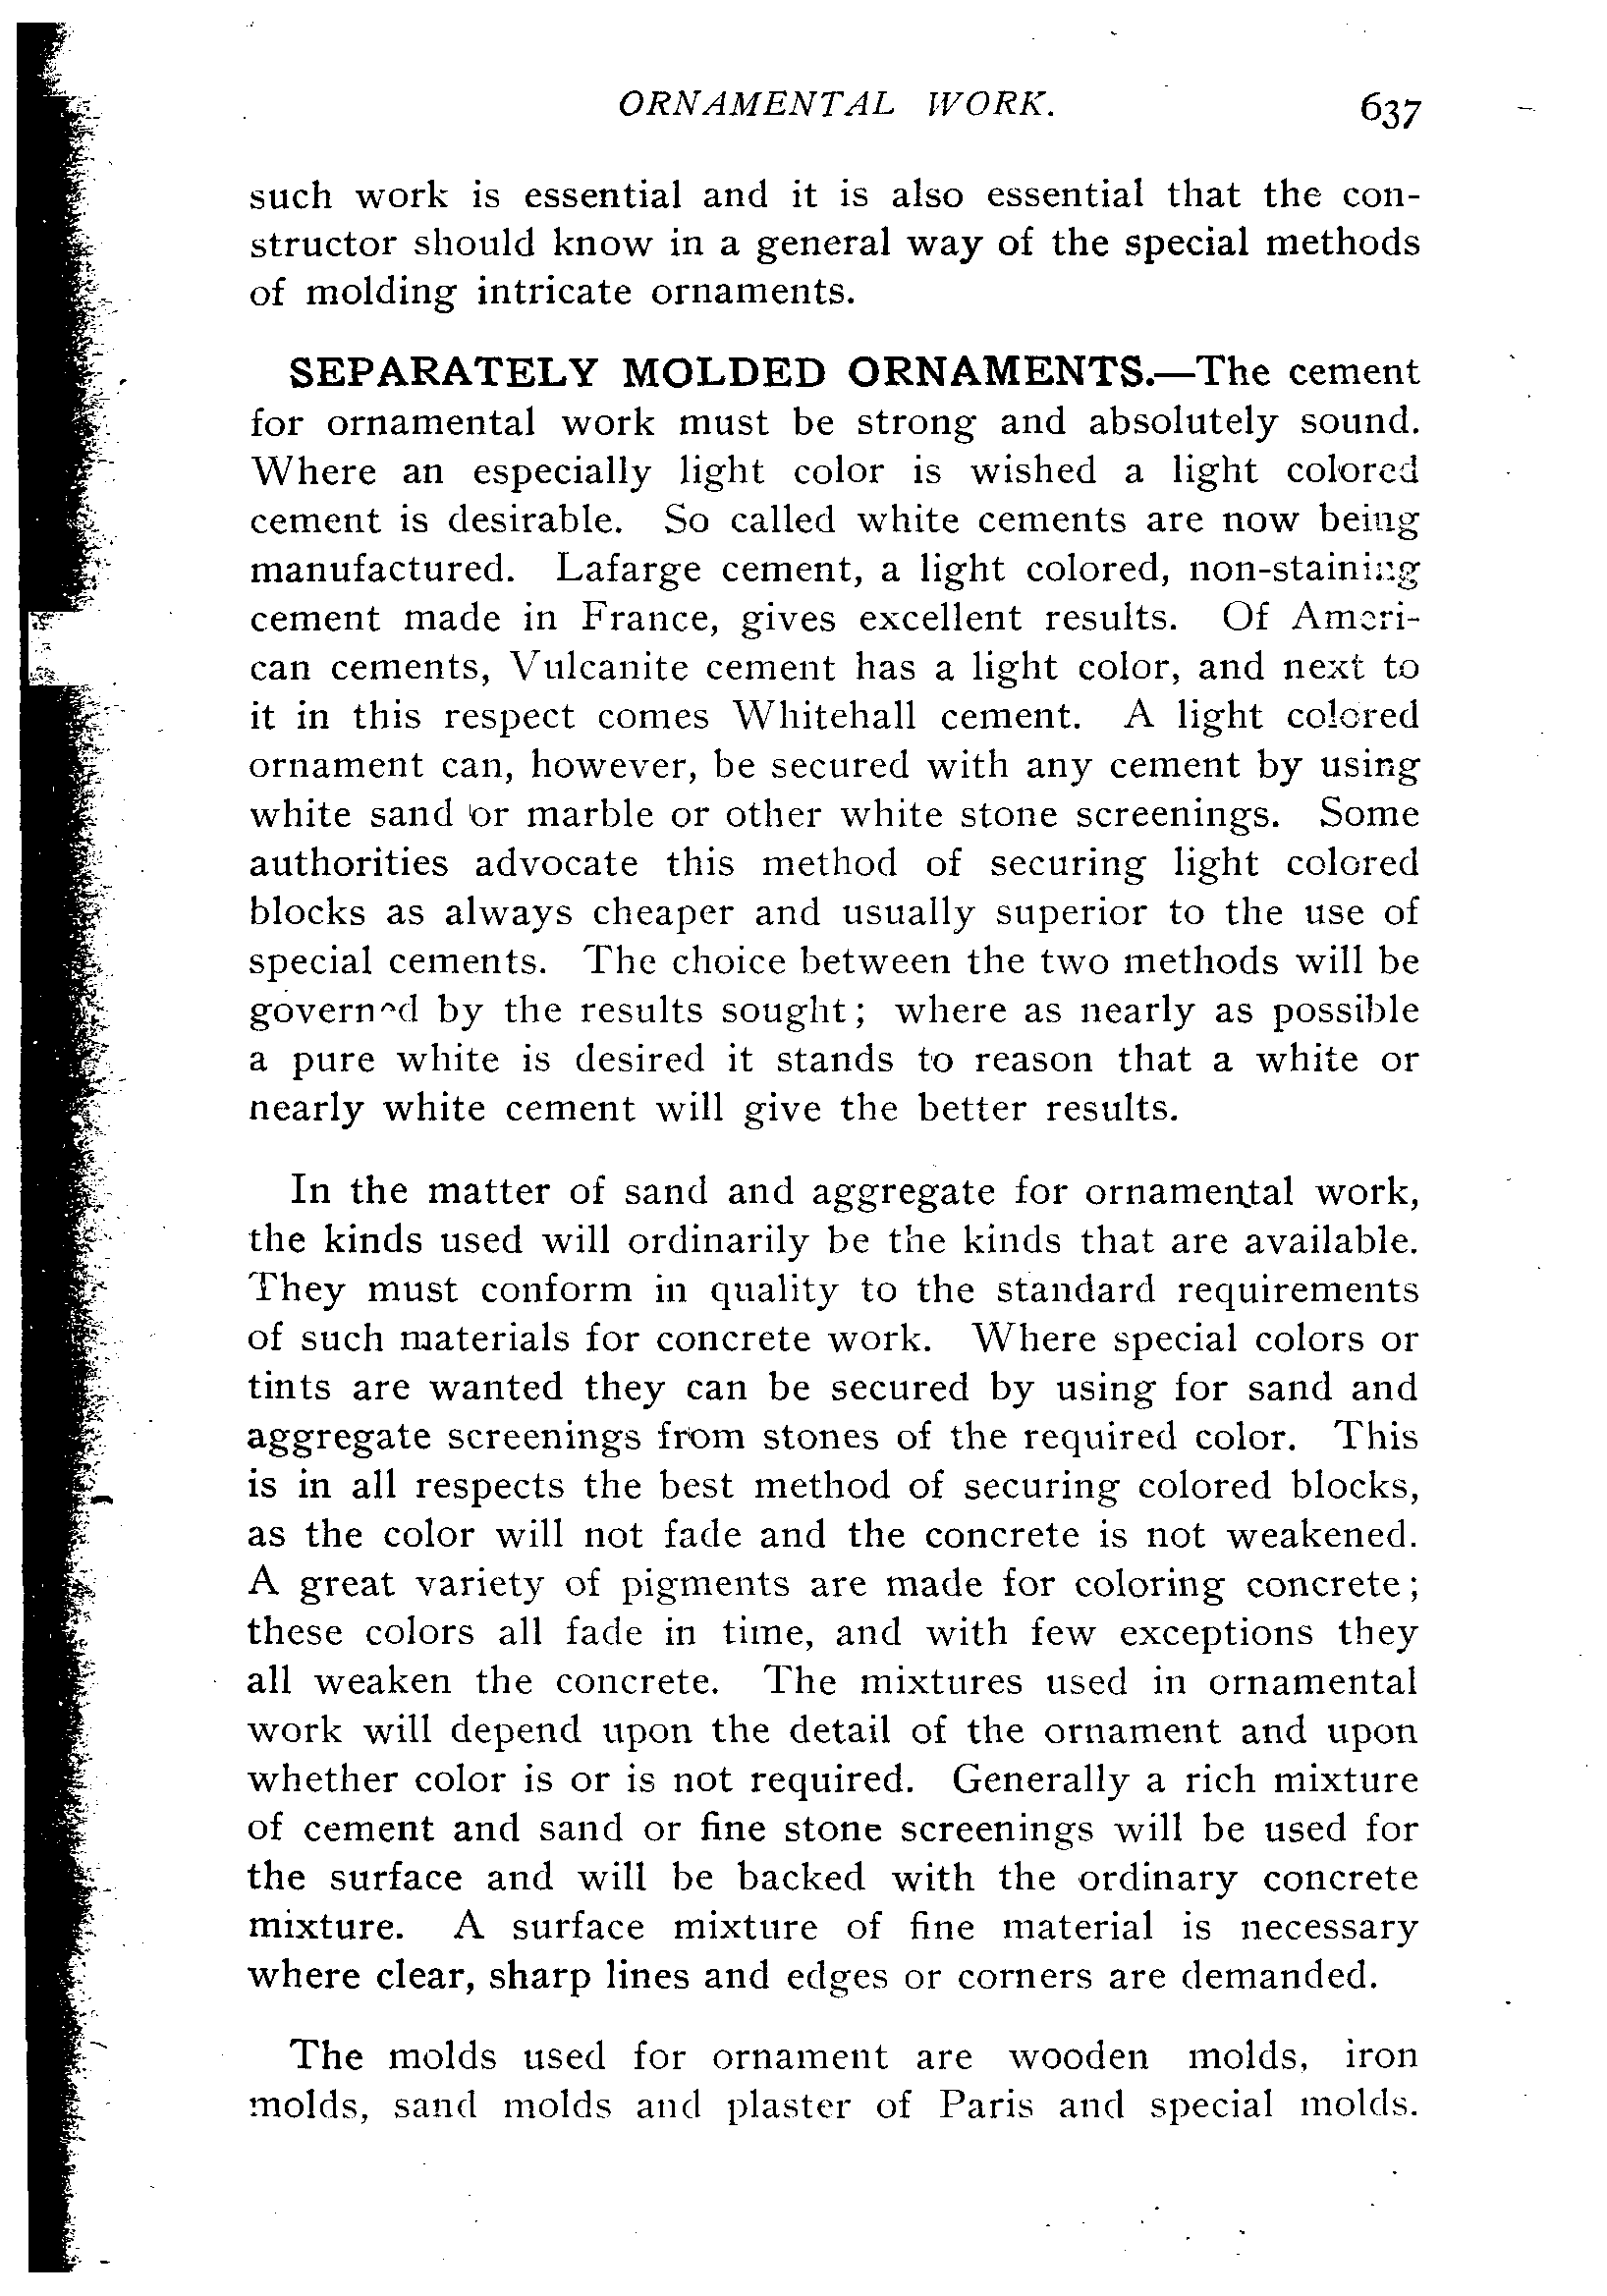 ORNAMENTAL WORK. 637
such work is essential and it is also essential that the con-
structor should know in a general way of the special methods
of molding intricate ornaments.
SEPARATELY MOLDED ORNAMENTS.—The cement
for ornamental work must be strong and absolutely sound.
Where an especially light color is wished a light colored
cement is desirable. So called white cements are now being
manufactured. Lafarge cement, a light colored, non-staining
cement made in France, gives excellent results. Of Ameri-
can cements, Vulcanite cement has a light color, and next to
it in this respect comes Whitehall cement. A light colored
ornament can, however, be secured with any cement by using
white sand or marble or other white stone screenings. Some
authorities advocate this method of securing light colored
blocks as always cheaper and usually superior to the use of
special cements. The choice between the two methods will be
governed by the results sought; where as nearly as possible
a pure white is desired it stands to reason that a white or
nearly white cement will give the better results.
In the matter of sand and aggregate for ornamental work,
the kinds used will ordinarily be the kinds that are available.
They must conform in quality to the standard requirements
of such materials for concrete work. Where special colors or
tints are wanted they can be secured by using for sand and
aggregate screenings from stones of the required color. This
is in all respects the best method of securing colored blocks,
as the color will not fade and the concrete is not weakened.
A great variety of pigments are made for coloring concrete;
these colors all fade in time, and with few exceptions they
all weaken the concrete. The mixtures used in ornamental
work will depend upon the detail of the ornament and upon
whether color is or is not required. Generally a rich mixture
of cement and sand or fine stone screenings will be used for
the surface and will be backed with the ordinary concrete
mixture. A surface mixture of fine material is necessary
where clear, sharp lines and edges or corners are demanded.
The molds used for ornament are wooden molds, iron
molds, sand molds and plaster of Paris and special molds.